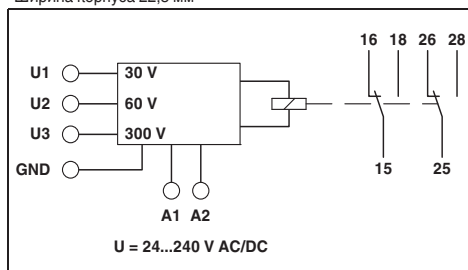 Ширина корпуса 22,5 мм
16 18 26 28
U1 30 V
U2 60 V
U3 300 V
GND
15 25
A1 A2
U = 24...240 V AC/DC